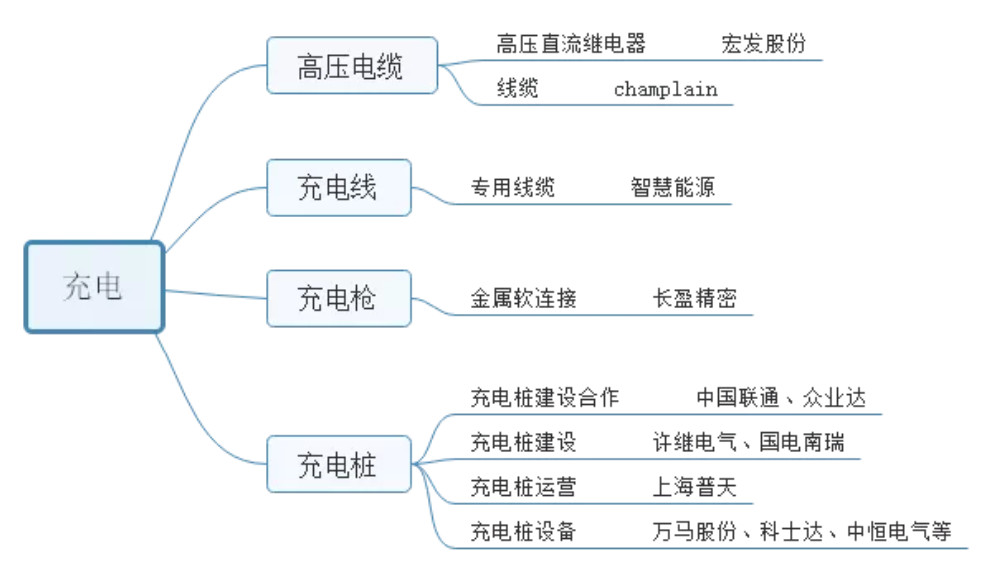 充电
高压电缆
高压直流继电器 宏发股份
线缆 champlain
充电线
专用线缆 智慧能源
充电枪
金属软连接 长盈精密
充电桩
充电桩建设合作 中国联通、众业达
充电桩建设 许继电气、国电南瑞
充电桩运营 上海普天
充电桩设备 万马股份、科士达、中恒电气等